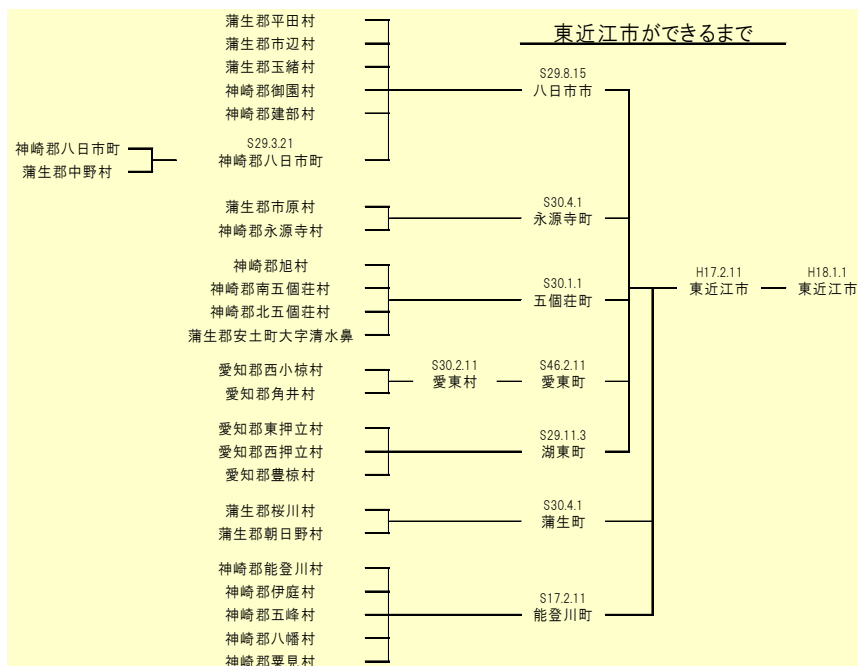 東近江市ができるまで
蒲生郡平田村
蒲生郡市辺村
蒲生郡玉緒村
神崎郡御園村
神崎郡建部村
S29.8.15
八日市市
神崎郡八日市町
蒲生郡中野村
S29.3.21
神崎郡八日市町
蒲生郡市原村
神崎郡永源寺村
S30.4.1
永源寺町
神崎郡旭村
神崎郡南五個荘村
神崎郡北五個荘村
蒲生郡安土町大字清水鼻
S30.1.1
五個荘町
H17.2.11
東近江市
H18.1.1
東近江市
愛知郡西小椋村
愛知郡角井村
S30.2.11
愛東村
S46.2.11
愛東町
愛知郡東押立村
愛知郡西押立村
愛知郡豊椋村
S29.11.3
湖東町
蒲生郡桜川村
蒲生郡朝日野村
S30.4.1
蒲生町
神崎郡能登川村
神崎郡伊庭村
神崎郡五峰村
神崎郡八幡村
神崎郡栗見村
S17.2.11
能登川町